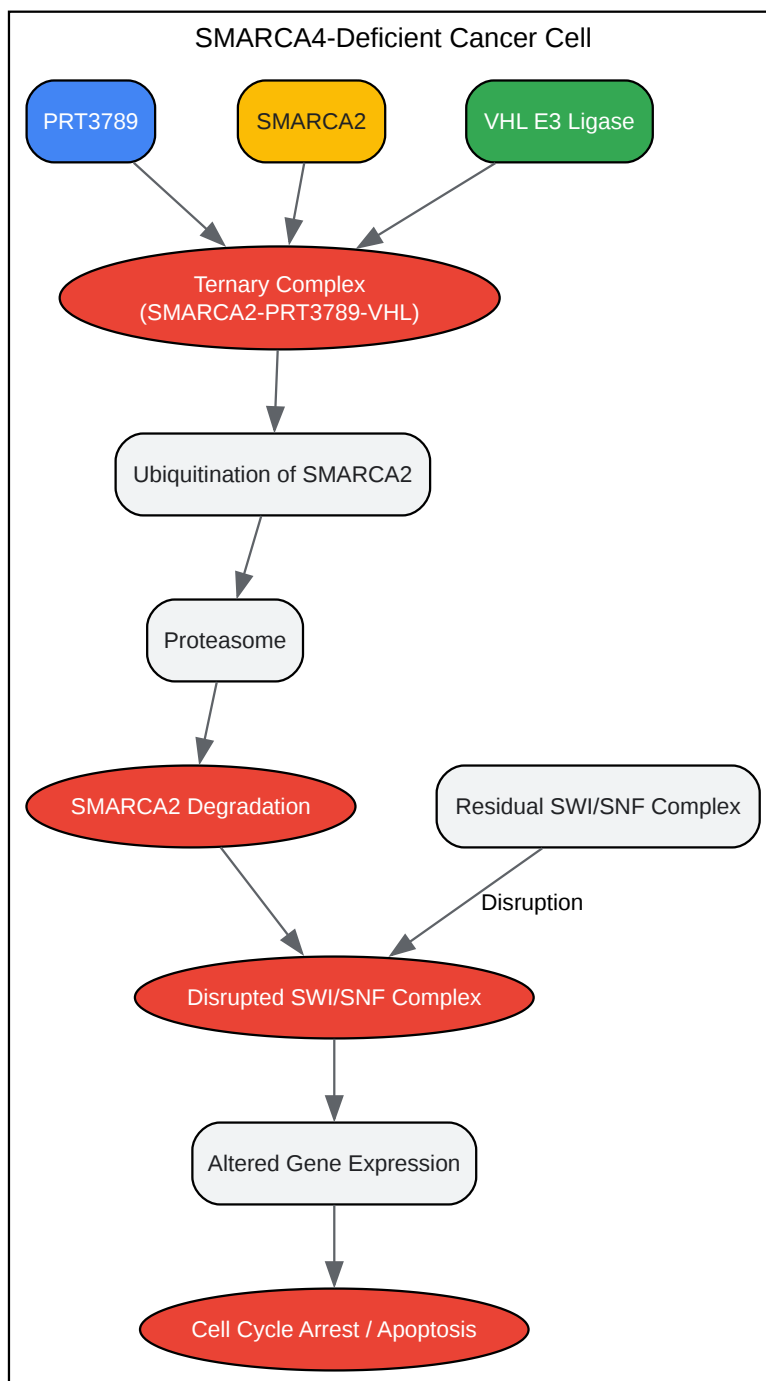 SMARCA4-Deficient Cancer Cell
PRT3789
SMARCA2
VHL E3 Ligase
Ternary Complex
(SMARCA2-PRT3789-VHL)
Ubiquitination of SMARCA2
Proteasome
SMARCA2 Degradation
Residual SWI/SNF Complex
Disruption
Disrupted SWI/SNF Complex
Altered Gene Expression
Cell Cycle Arrest / Apoptosis